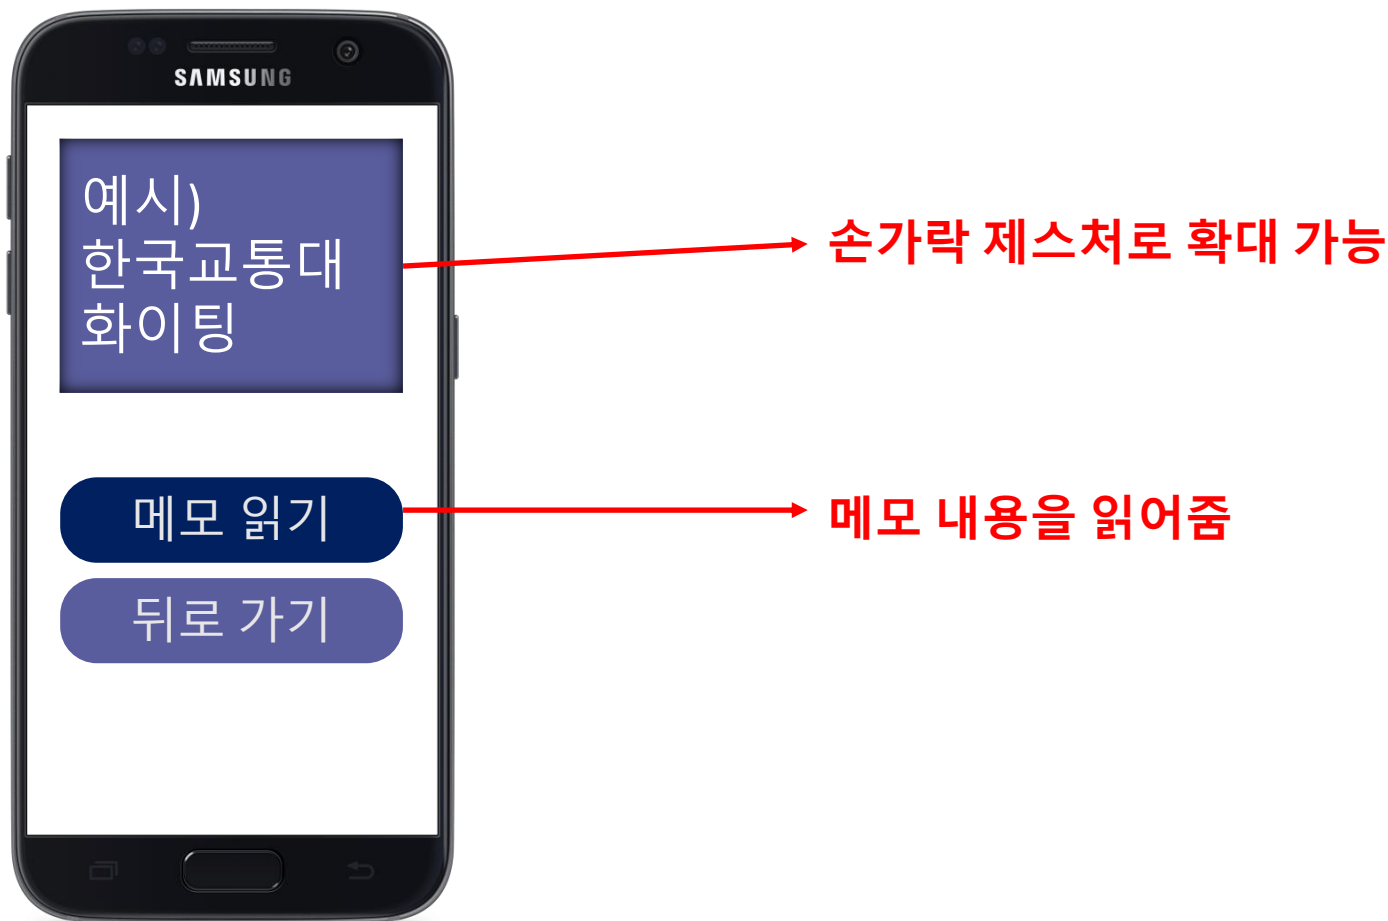 SAMSUNG
예시)
한국교통대
화이팅
손가락 제스처로 확대 가능
메모 읽기
메모 내용을 읽어줌
뒤로 가기